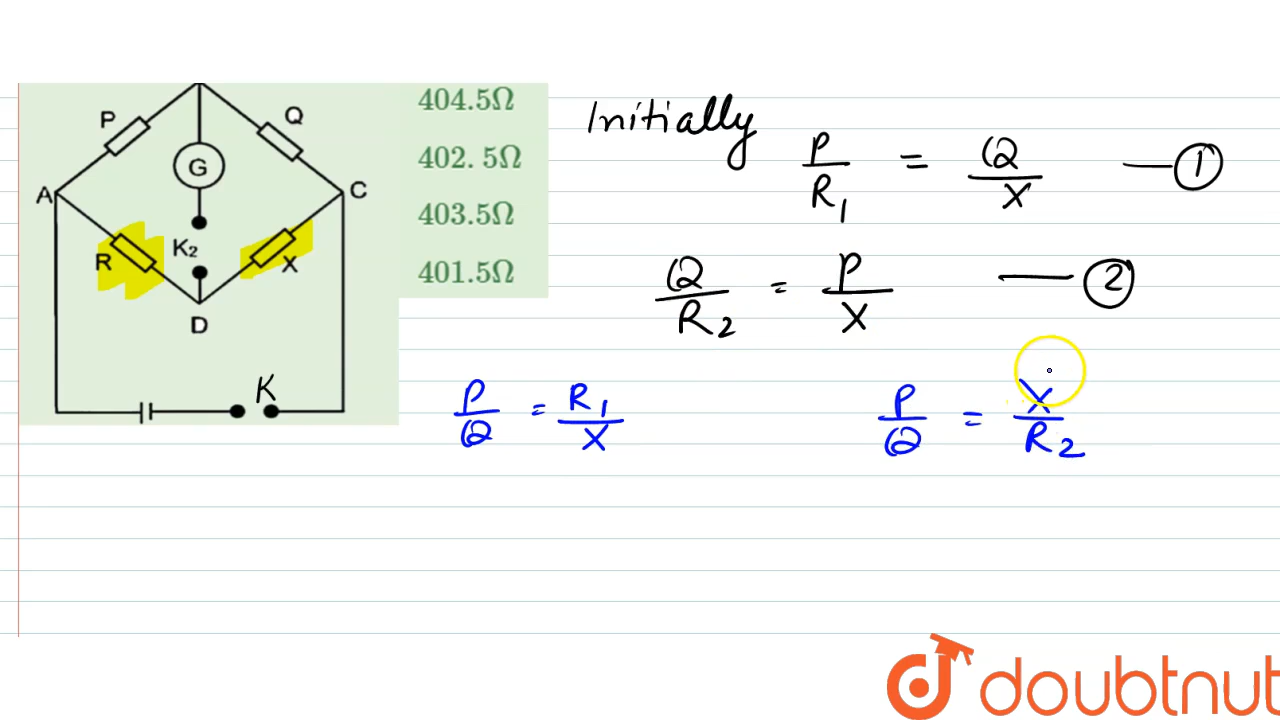 P
Q
G
A
C
R
K2
X
D
K
404.5Ω
402. 5Ω
403.5Ω
401.5Ω
Initially
P/R1 = Q/X — 1
Q/R2 = P/X — 2
P/Q = R1/X
P/Q = X/R2
doubtnut